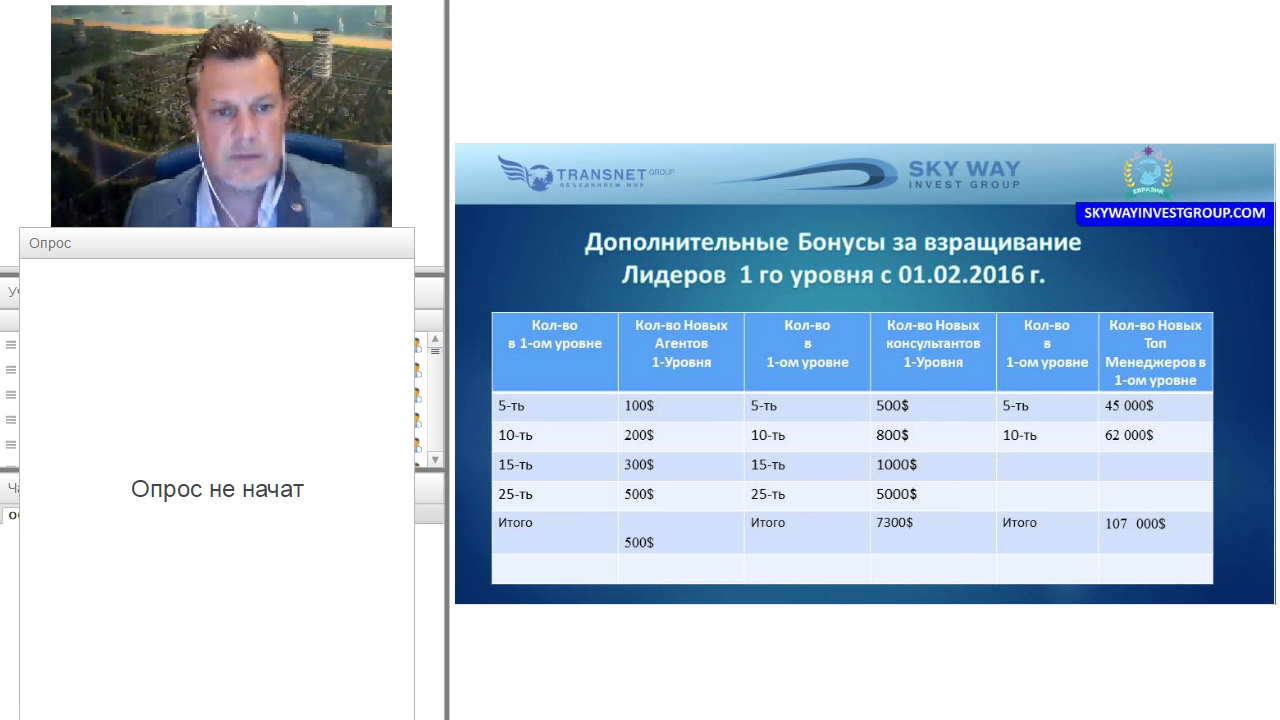 Опрос
Опрос не начат
TRANSNET GROUP
ОБЪЕДИНЯЕМ МИР
SKY WAY
INVEST GROUP
ЕВРАЗИЯ
SKYWAYINVESTGROUP.COM
Дополнительные Бонусы за взращивание
Лидеров 1 го уровня с 01.02.2016 г.
Кол-во
в 1-ом уровне
Кол-во Новых
Агентов
1-Уровня
Кол-во
в
1-ом уровне
Кол-во Новых
консультантов
1-Уровня
Кол-во
в
1-ом уровне
Кол-во Новых
Топ
Менеджеров в
1-ом уровне
5-ть 100$ 5-ть 500$ 5-ть 45 000$
10-ть 200$ 10-ть 800$ 10-ть 62 000$
15-ть 300$ 15-ть 1000$
25-ть 500$ 25-ть 5000$
Итого 500$ Итого 7300$ Итого 107 000$